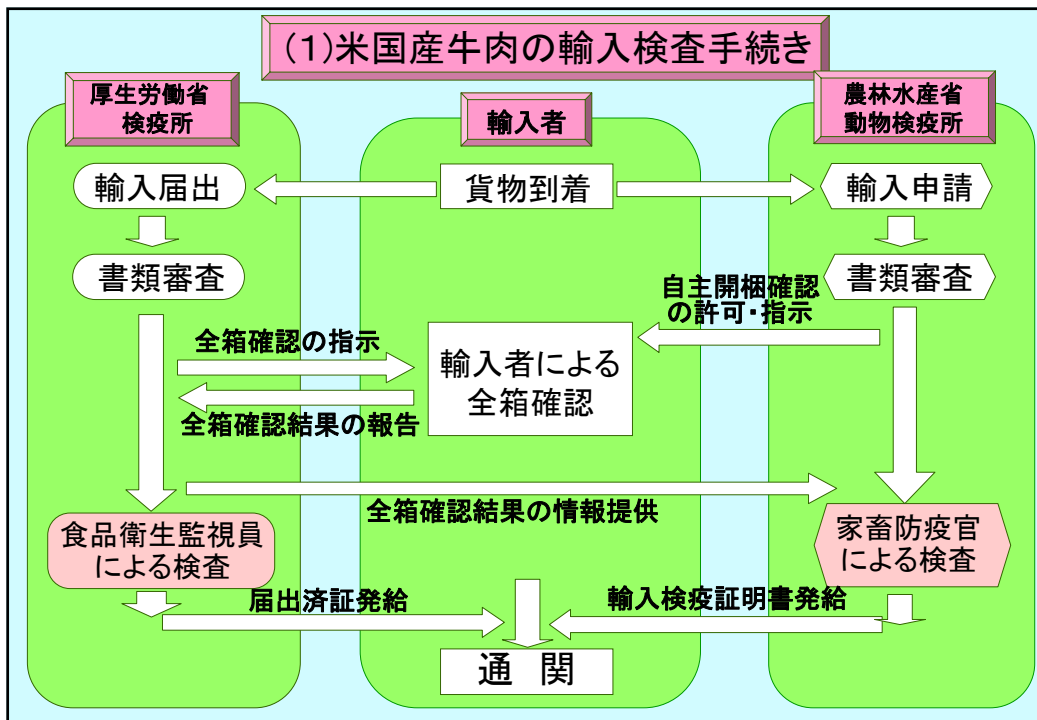 (1)米国産牛肉の輸入検査手続き
厚生労働省
検疫所
輸入者
農林水産省
動物検疫所
輸入届出
貨物到着
輸入申請
書類審査
書類審査
自主開梱確認
の許可・指示
全箱確認の指示
輸入者による
全箱確認
全箱確認結果の報告
全箱確認結果の情報提供
食品衛生監視員
による検査
家畜防疫官
による検査
届出済証発給
輸入検疫証明書発給
通 関